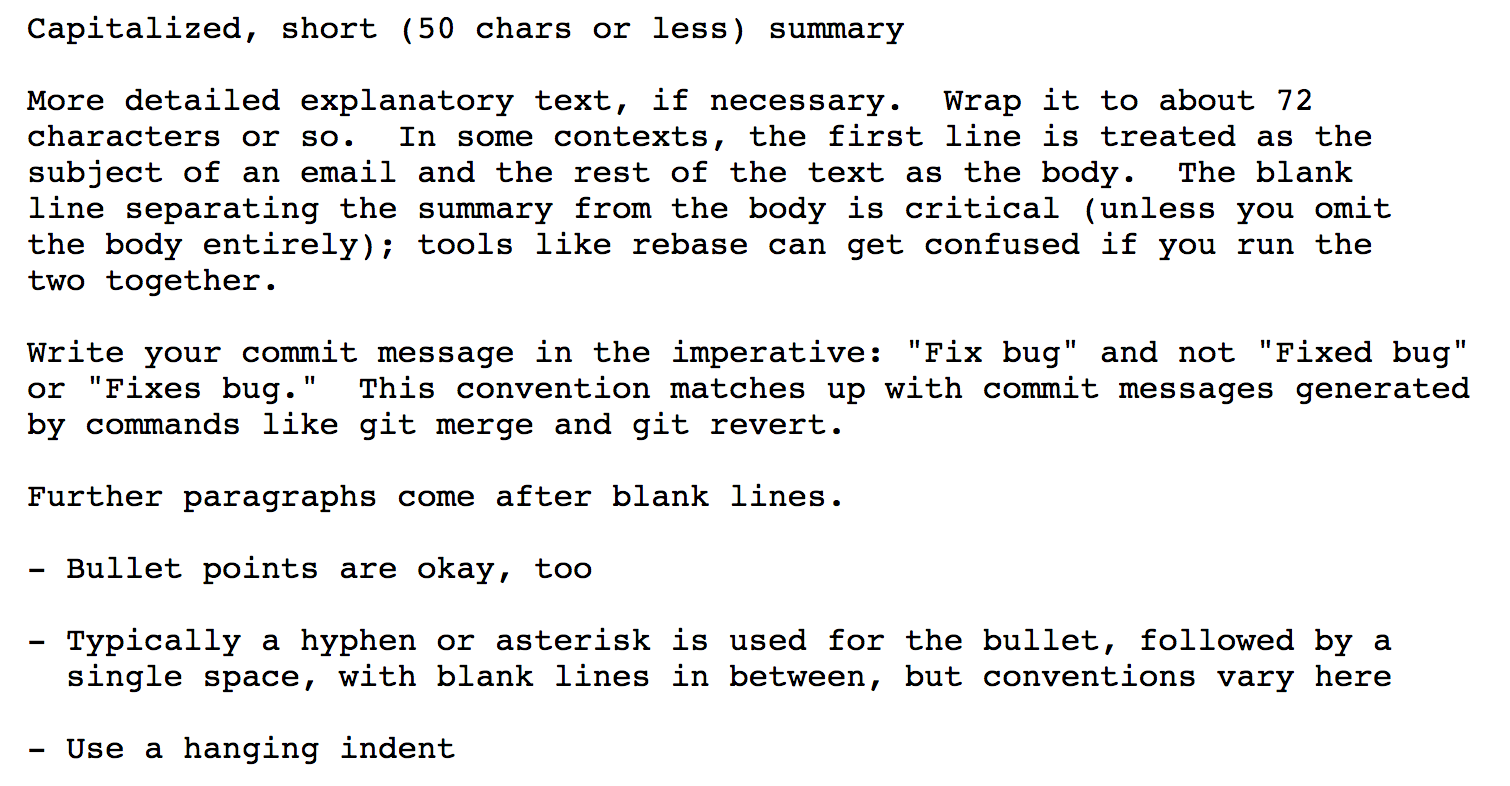 Capitalized, short (50 chars or less) summary

More detailed explanatory text, if necessary.  Wrap it to about 72
characters or so.  In some contexts, the first line is treated as the
subject of an email and the rest of the text as the body.  The blank
line separating the summary from the body is critical (unless you omit
the body entirely); tools like rebase can get confused if you run the
two together.

Write your commit message in the imperative: "Fix bug" and not "Fixed bug"
or "Fixes bug."  This convention matches up with commit messages generated
by commands like git merge and git revert.

Further paragraphs come after blank lines.

- Bullet points are okay, too

- Typically a hyphen or asterisk is used for the bullet, followed by a
  single space, with blank lines in between, but conventions vary here

- Use a hanging indent